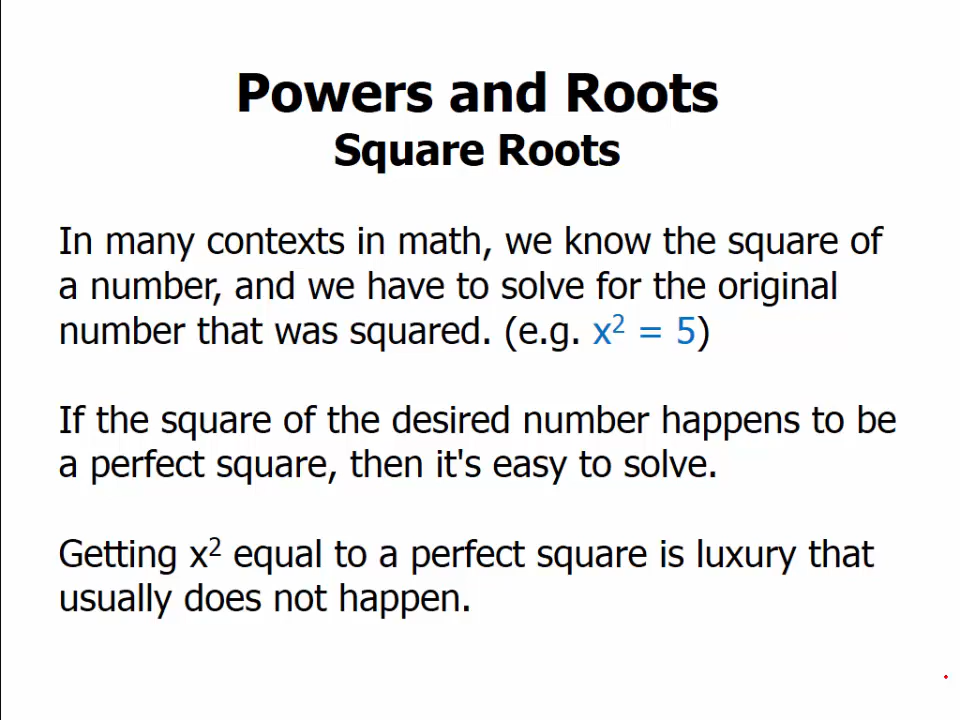 Powers and Roots
Square Roots
In many contexts in math, we know the square of
a number, and we have to solve for the original
number that was squared. (e.g. x² = 5)
If the square of the desired number happens to be
a perfect square, then it's easy to solve.
Getting x² equal to a perfect square is luxury that
usually does not happen.